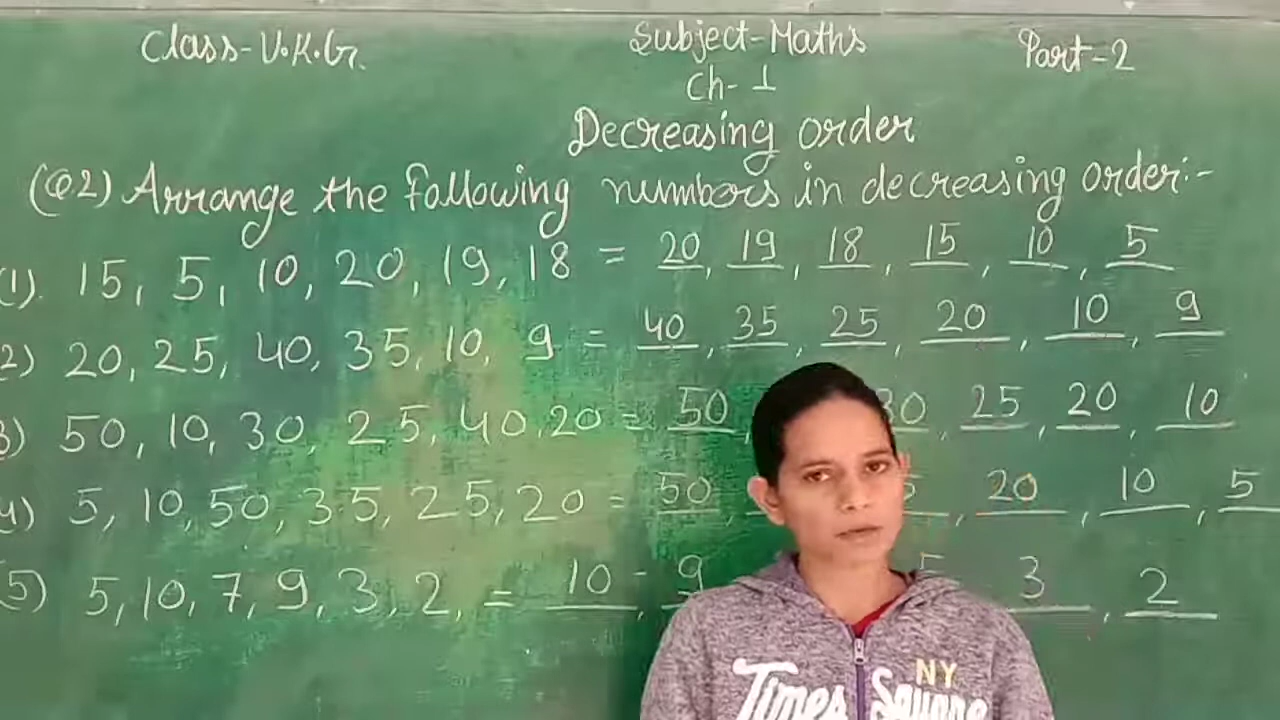 Class-U.K.G. Subject-Maths Part-2
Ch-1
Decreasing order
(Q2) Arrange the following numbers in decreasing order:-
(1). 15, 5, 10, 20, 19, 18 = 20, 19, 18, 15, 10, 5
2) 20, 25, 40, 35, 10, 9 = 40, 35, 25, 20, 10, 9
3) 50, 10, 30, 25, 40, 20 = 50 30 25, 20, 10
4) 5, 10, 50, 35, 25, 20 = 50, 5, 20, 10, 5
(5) 5, 10, 7, 9, 3, 2, = 10 - 9 5 3, 2
NY
Times Square